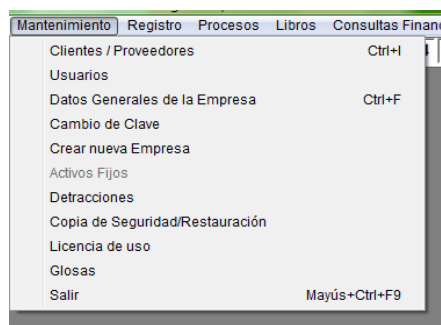 Mantenimiento Registro Procesos Libros Consultas
Clientes / Proveedores Ctrl+I
Usuarios
Datos Generales de la Empresa Ctrl+F
Cambio de Clave
Crear nueva Empresa
Activos Fijos
Detracciones
Copia de Seguridad/Restauración
Licencia de uso
Glosas
Salir Mayús+Ctrl+F9